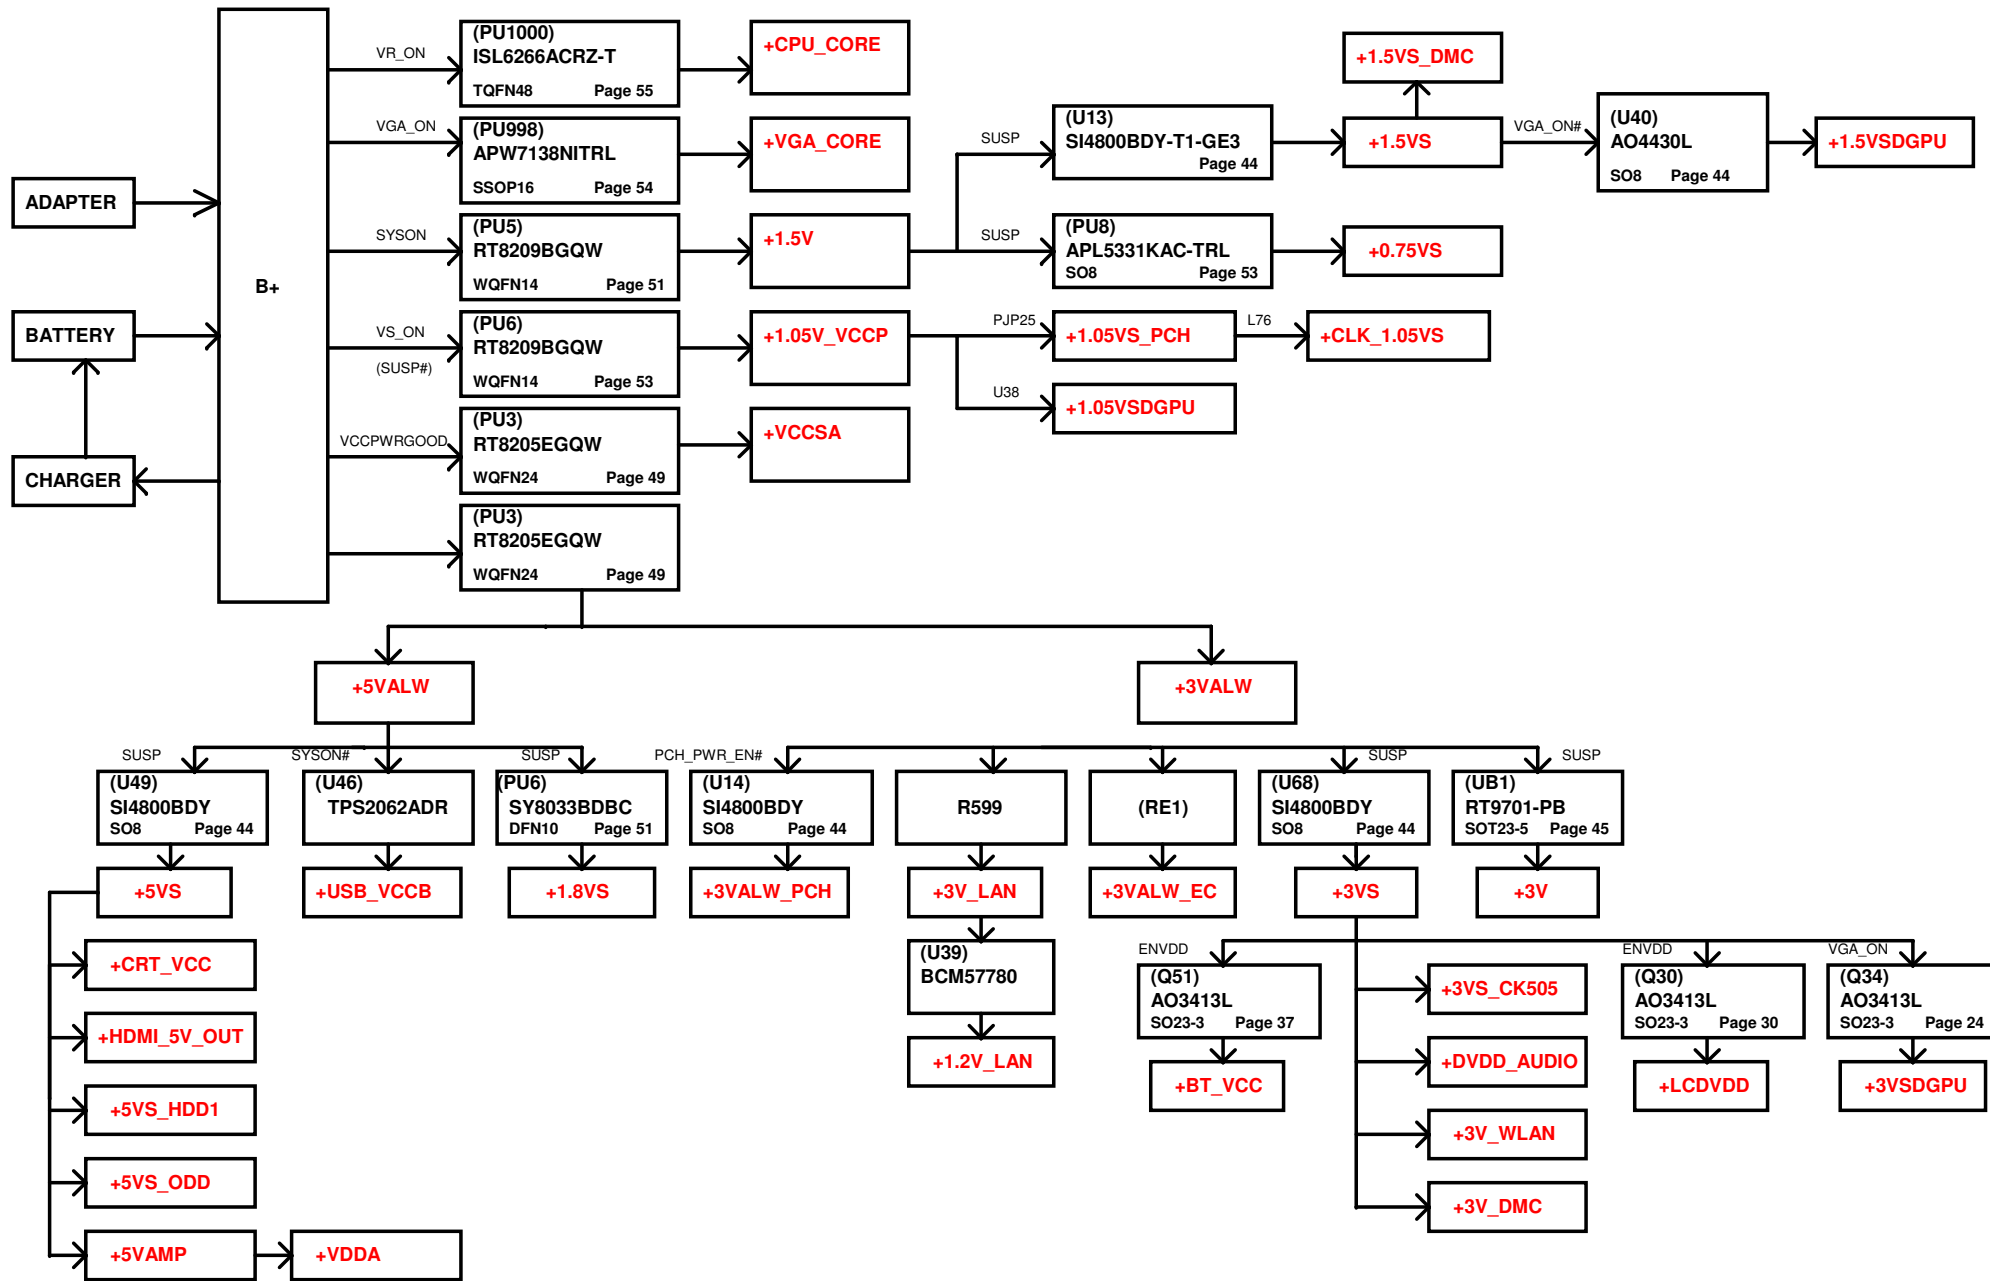 ADAPTER
BATTERY
CHARGER
B+
VR_ON
(PU1000)
ISL6266ACRZ-T
TQFN48 Page 55
+CPU_CORE
VGA_ON
(PU998)
APW7138NITRL
SSOP16 Page 54
+VGA_CORE
SYSON
(PU5)
RT8209BGQW
WQFN14 Page 51
+1.5V
SUSP
(U13)
SI4800BDY-T1-GE3
Page 44
+1.5VS
+1.5VS_DMC
VGA_ON#
(U40)
AO4430L
SO8 Page 44
+1.5VSDGPU
SUSP
(PU8)
APL5331KAC-TRL
SO8 Page 53
+0.75VS
VS_ON
(SUSP#)
(PU6)
RT8209BGQW
WQFN14 Page 53
+1.05V_VCCP
PJP25
+1.05VS_PCH
L76
+CLK_1.05VS
U38
+1.05VSDGPU
VCCPWRGOOD
(PU3)
RT8205EGQW
WQFN24 Page 49
+VCCSA
(PU3)
RT8205EGQW
WQFN24 Page 49
+5VALW
+3VALW
SUSP
(U49)
SI4800BDY
SO8 Page 44
+5VS
SYSON#
(U46)
TPS2062ADR
+USB_VCCB
SUSP
(PU6)
SY8033BDBC
DFN10 Page 51
+1.8VS
PCH_PWR_EN#
(U14)
SI4800BDY
SO8 Page 44
+3VALW_PCH
R599
+3V_LAN
(U39)
BCM57780
+1.2V_LAN
(RE1)
+3VALW_EC
SUSP
(U68)
SI4800BDY
SO8 Page 44
+3VS
SUSP
(UB1)
RT9701-PB
SOT23-5 Page 45
+3V
+CRT_VCC
+HDMI_5V_OUT
+5VS_HDD1
+5VS_ODD
+5VAMP
+VDDA
ENVDD
(Q51)
AO3413L
SO23-3 Page 37
+BT_VCC
+3VS_CK505
+DVDD_AUDIO
+3V_WLAN
+3V_DMC
ENVDD
(Q30)
AO3413L
SO23-3 Page 30
+LCDVDD
VGA_ON
(Q34)
AO3413L
SO23-3 Page 24
+3VSDGPU